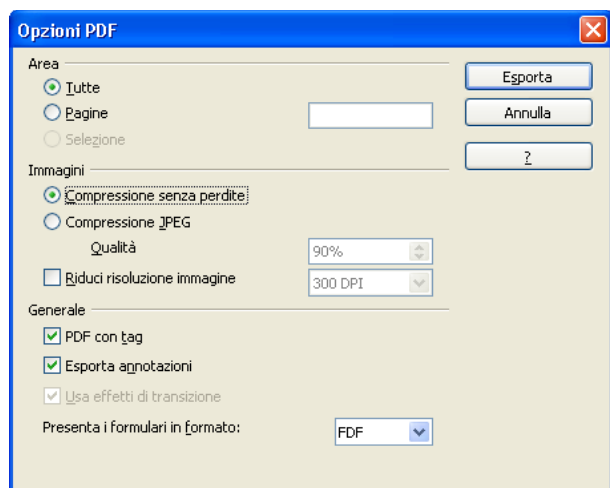 Opzioni PDF
Area
Tutte
Esporta
Pagine
Annulla
Selezione
?
Immagini
Compressione senza perdite
Compressione JPEG
Qualità
90%
Riduci risoluzione immagine
300 DPI
Generale
PDF con tag
Esporta annotazioni
Usa effetti di transizione
Presenta i formulari in formato:
FDF